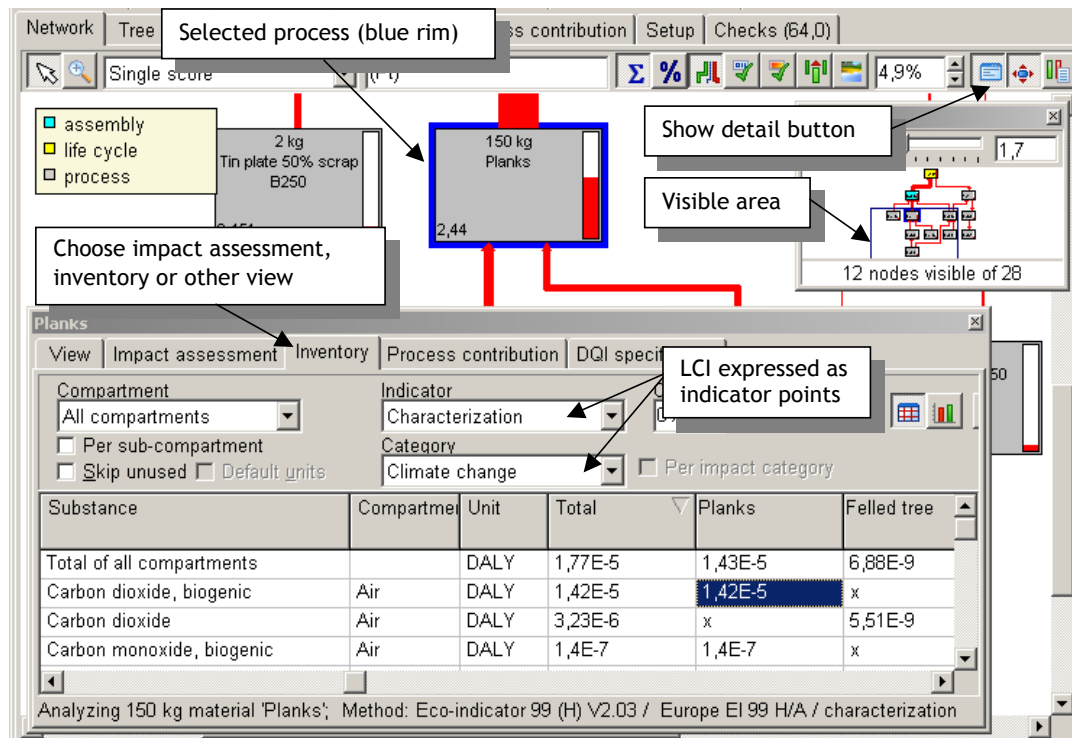 Network
Tree
Selected process (blue rim)
ss contribution
Setup
Checks (64,0)
Single score
Σ
%
4,9%
assembly
life cycle
process
2 kg
Tin plate 50% scrap
B250
150 kg
Planks
2,44
Show detail button
1,7
Visible area
12 nodes visible of 28
Choose impact assessment,
inventory or other view
Planks
View
Impact assessment
Inventory
Process contribution
DQI specif
50
LCI expressed as
indicator points
Compartment
Indicator
All compartments
Characterization
Per sub-compartment
Category
Skip unused
Default units
Climate change
Per impact category
Substance
Compartmen
Unit
Total
Planks
Felled tree
Total of all compartments DALY 1,77E-5 1,43E-5 6,88E-9
Carbon dioxide, biogenic Air DALY 1,42E-5 1,42E-5 x
Carbon dioxide Air DALY 3,23E-6 x 5,51E-9
Carbon monoxide, biogenic Air DALY 1,4E-7 1,4E-7 x
Analyzing 150 kg material 'Planks'; Method: Eco-indicator 99 (H) V2.03 / Europe EI 99 H/A / characterization